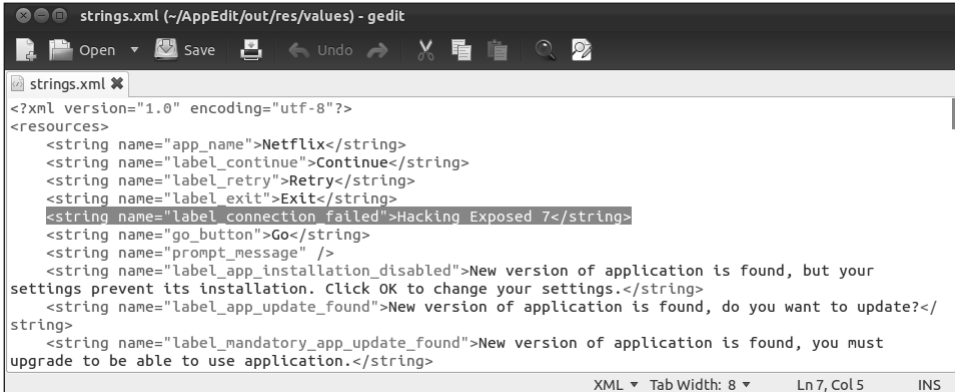 strings.xml (~/AppEdit/out/res/values) - gedit
Open Save Undo
strings.xml
<?xml version="1.0" encoding="utf-8"?>
<resources>
    <string name="app_name">Netflix</string>
    <string name="label_continue">Continue</string>
    <string name="label_retry">Retry</string>
    <string name="label_exit">Exit</string>
    <string name="label_connection_failed">Hacking Exposed 7</string>
    <string name="go_button">Go</string>
    <string name="prompt_message" />
    <string name="label_app_installation_disabled">New version of application is found, but your
settings prevent its installation. Click OK to change your settings.</string>
    <string name="label_app_update_found">New version of application is found, do you want to update?</
string>
    <string name="label_mandatory_app_update_found">New version of application is found, you must
upgrade to be able to use application.</string>
XML Tab Width: 8 Ln 7, Col 5 INS